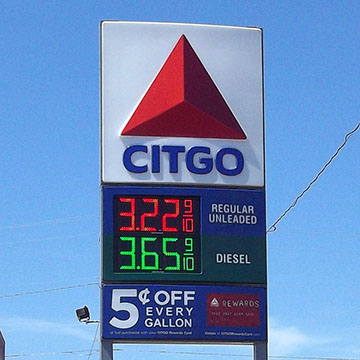 CITGO
3.22 9/10 REGULAR UNLEADED
3.65 9/10 DIESEL
5¢ OFF
EVERY
GALLON
REWARDS